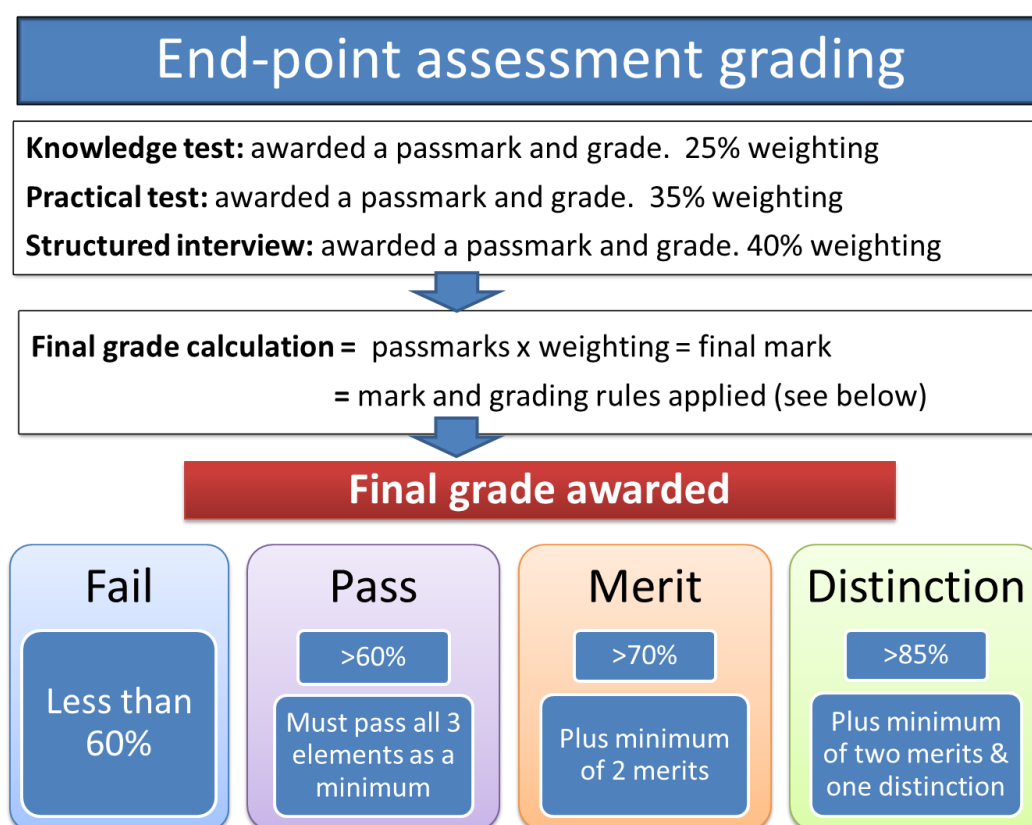 End-point assessment grading
Knowledge test: awarded a passmark and grade.  25% weighting
Practical test: awarded a passmark and grade.  35% weighting
Structured interview: awarded a passmark and grade. 40% weighting
Final grade calculation =  passmarks x weighting = final mark
= mark and grading rules applied (see below)
Final grade awarded
Fail
Less than
60%
Pass
>60%
Must pass all 3
elements as a
minimum
Merit
>70%
Plus minimum
of 2 merits
Distinction
>85%
Plus minimum
of two merits &
one distinction